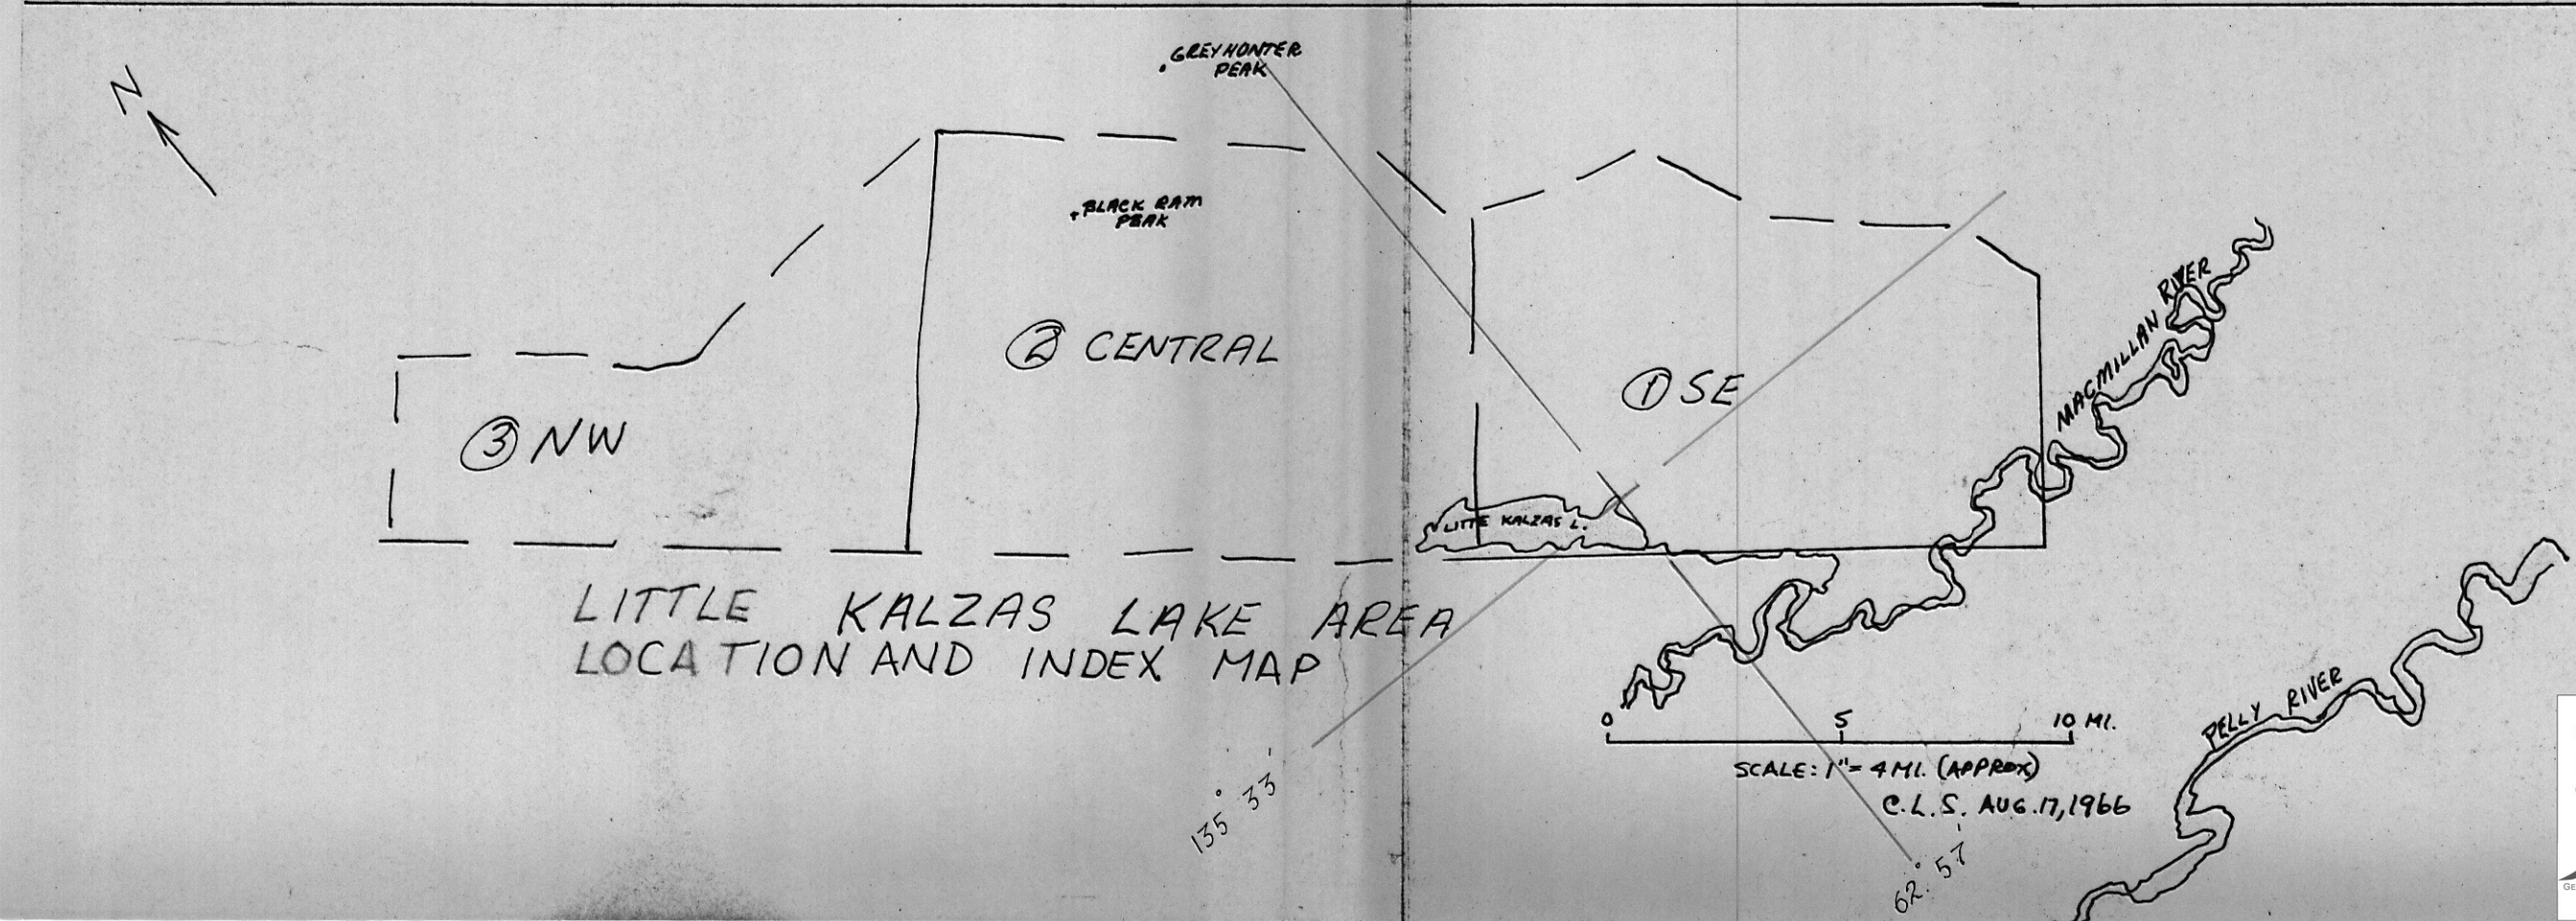 GREYHONTER
PEAK
N
BLACK RAM
PEAK
② CENTRAL
① SE
③ NW
MACMILLAN RIVER
LITTE KALZAS L.
LITTLE KALZAS LAKE AREA
LOCATION AND INDEX MAP
PELLY RIVER
0 5 10 MI.
SCALE: 1"= 4 MI. (APPROX)
C.L.S. AUG. 17, 1966
135° 33'
62° 57'